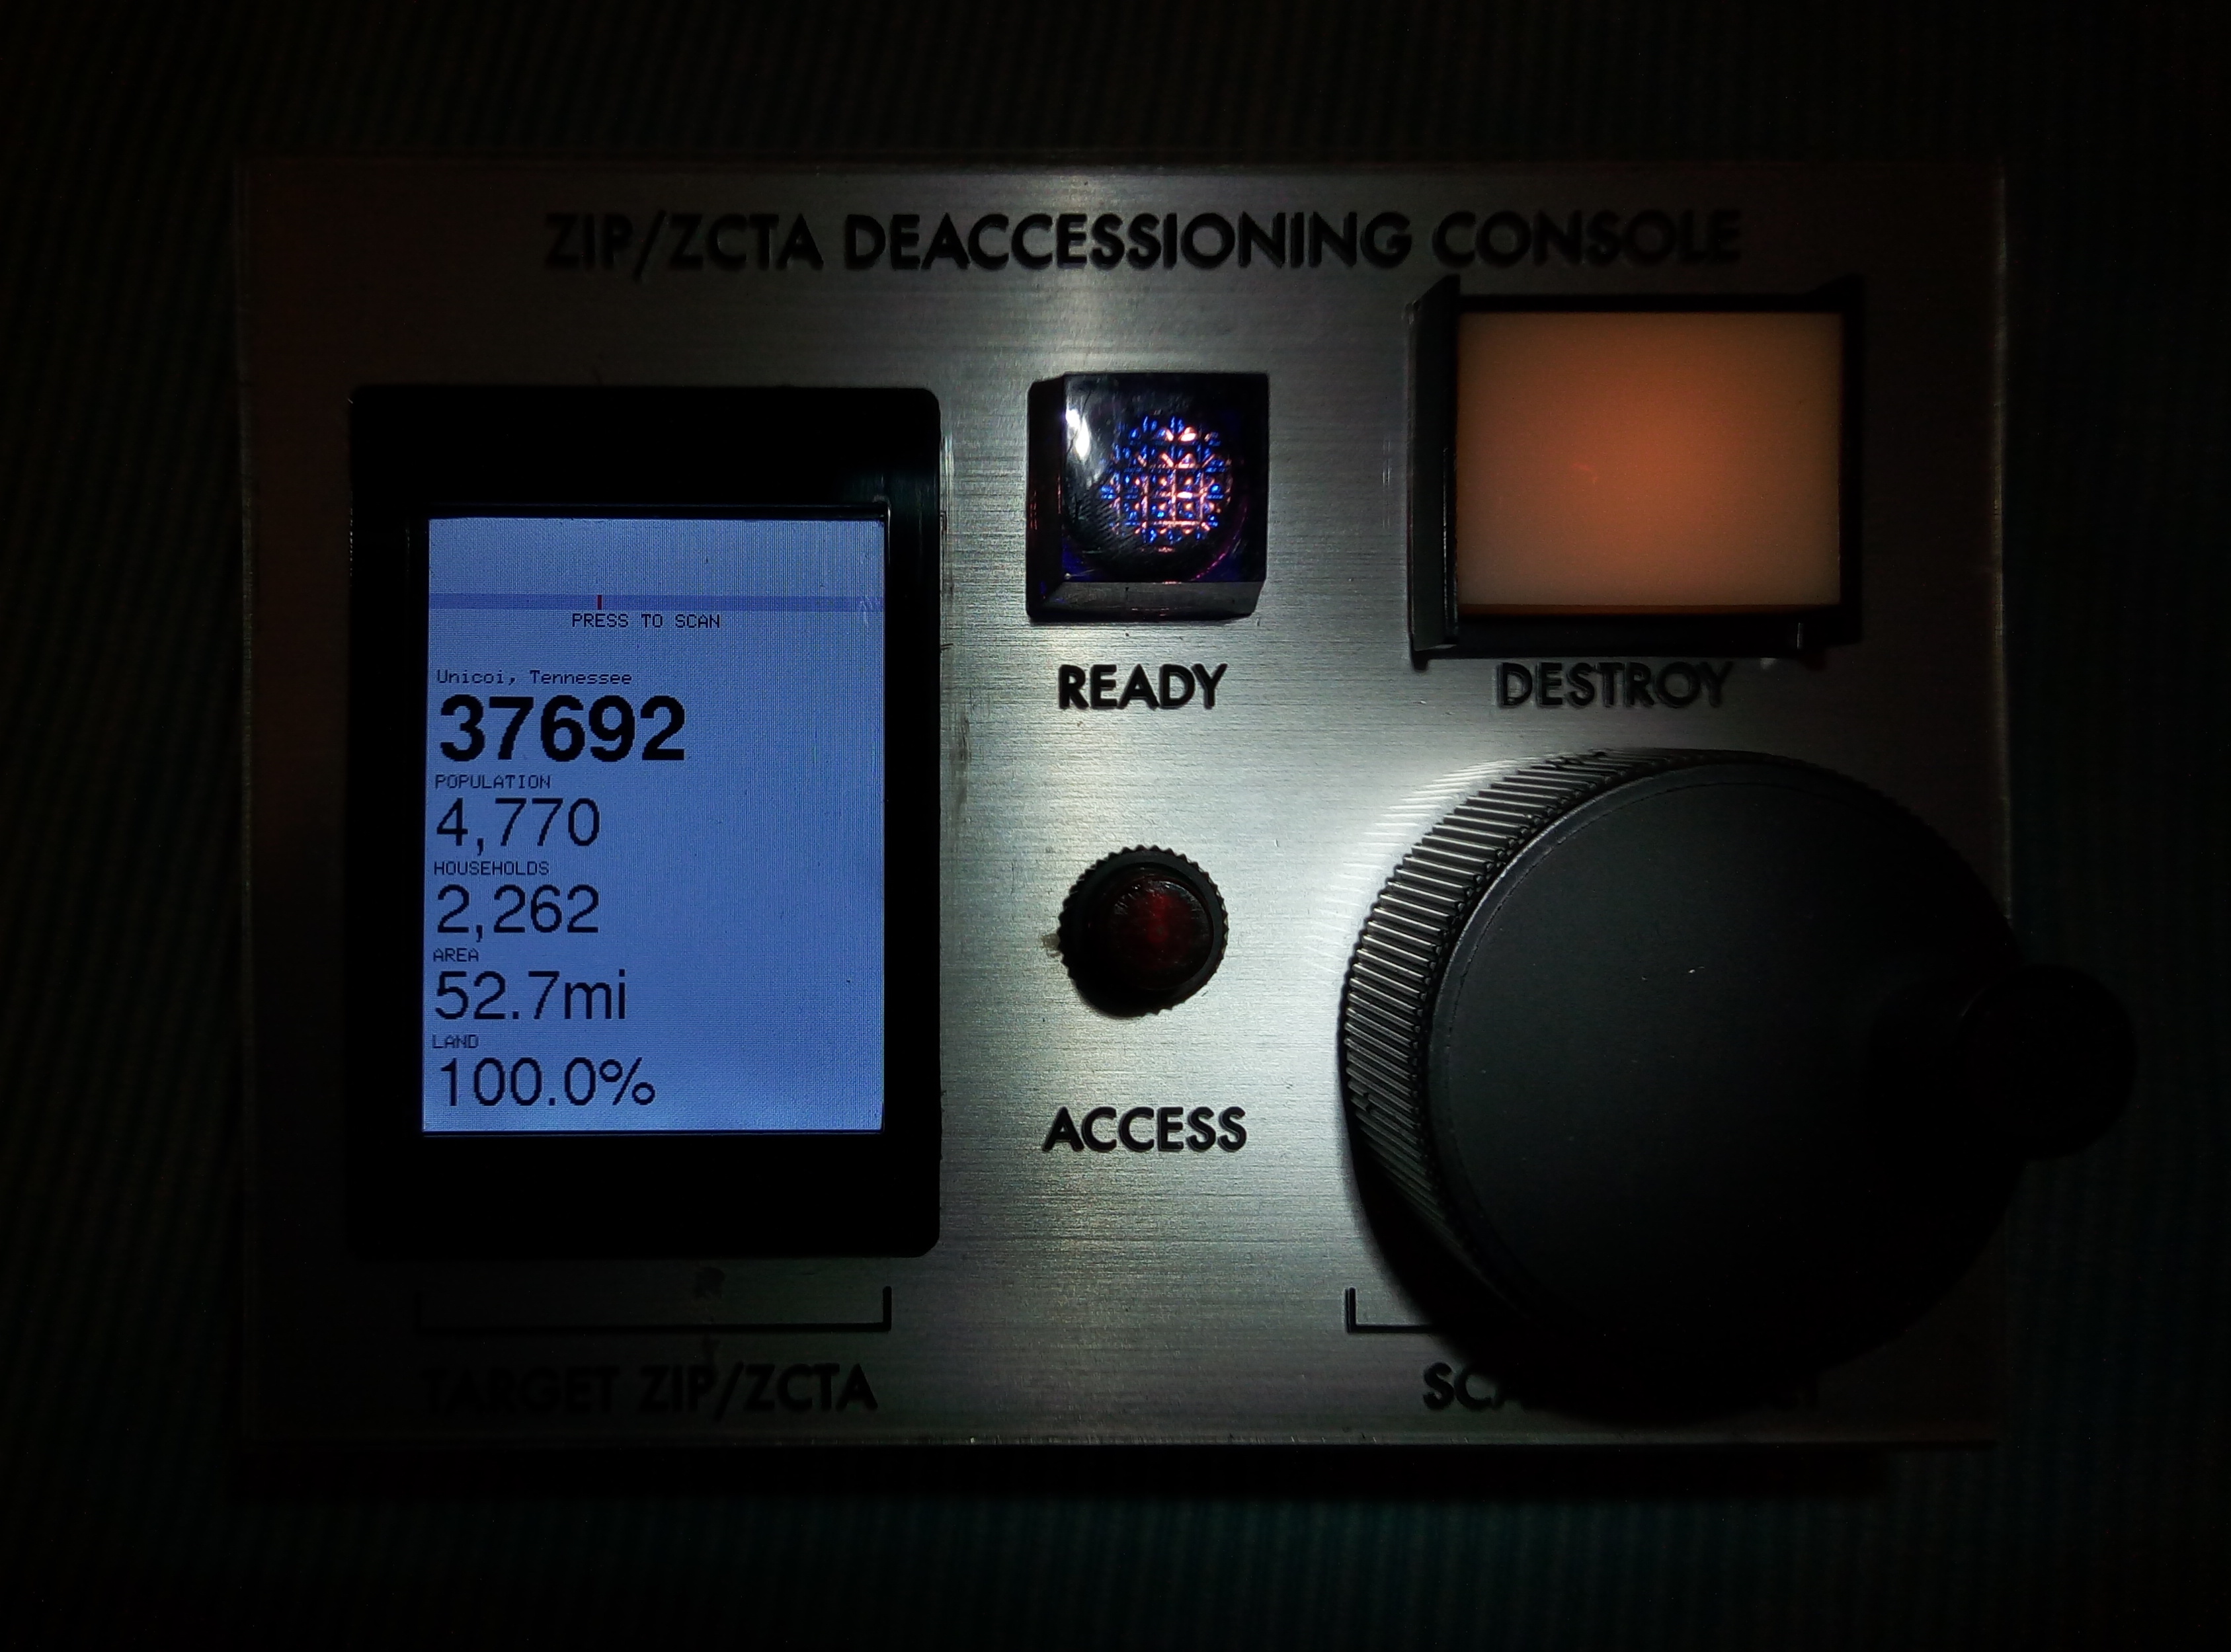 ZIP/ZCTA DEACCESSIONING CONSOLE
PRESS TO SCAN
Unicoi, Tennessee
37692
POPULATION
4,770
HOUSEHOLDS
2,262
AREA
52.7mi
LAND
100.0%
READY
DESTROY
ACCESS
TARGET ZIP/ZCTA